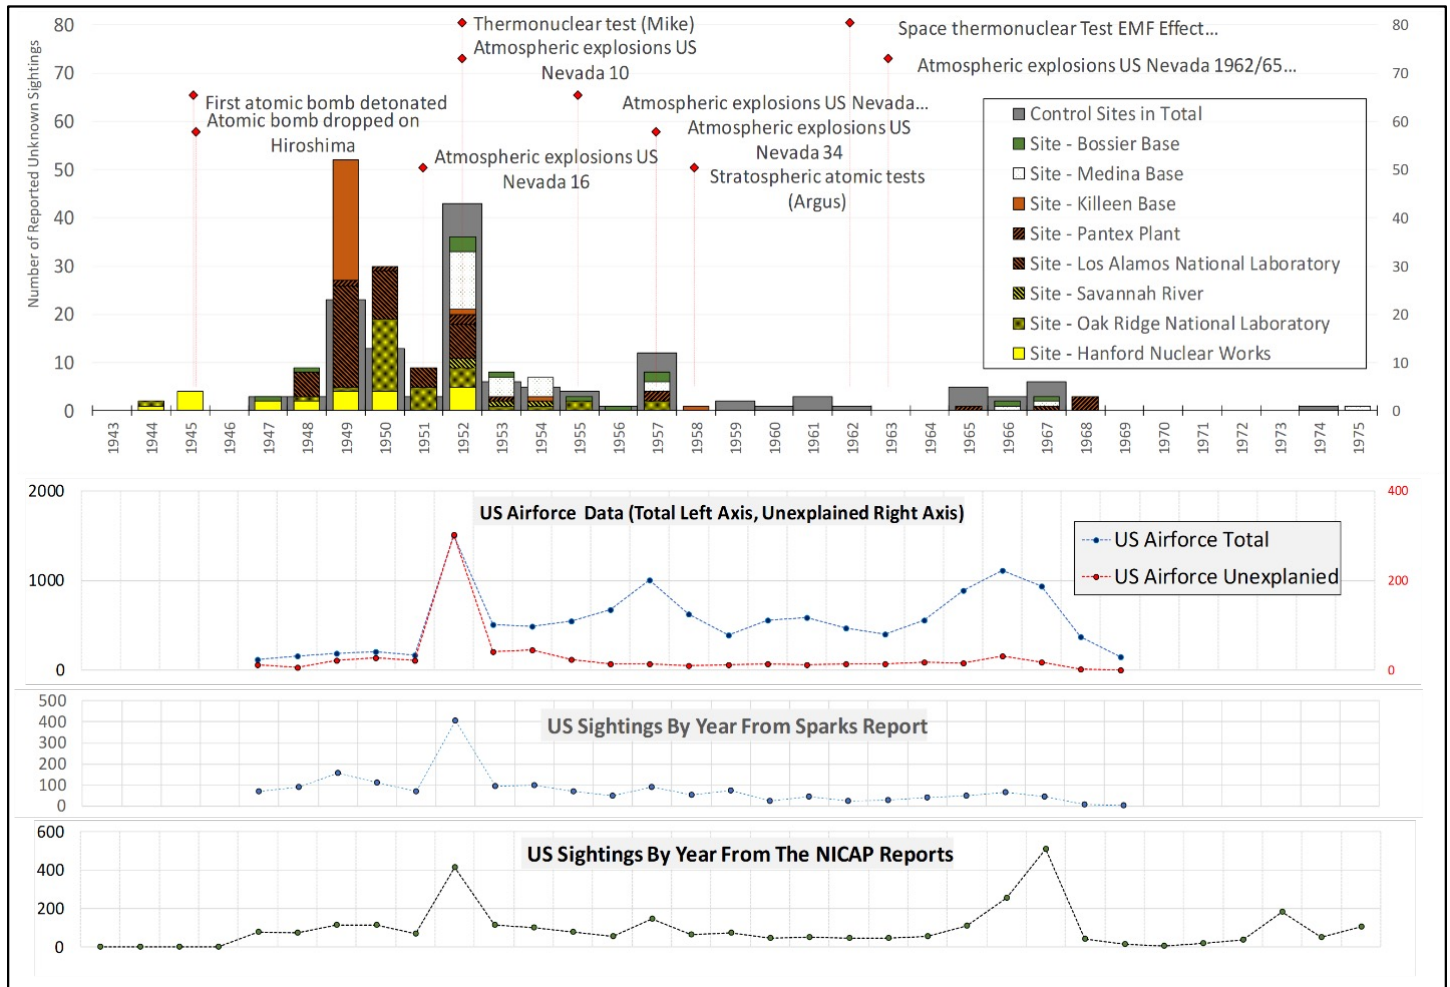 80
70
60
50
40
30
20
10
0
Number of Reported Unknown Sightings
Thermonuclear test (Mike)
Atmospheric explosions US
Nevada 10
First atomic bomb detonated
Atomic bomb dropped on
Hiroshima
Atmospheric explosions US
Nevada 16
Atmospheric explosions US Nevada...
Atmospheric explosions US
Nevada 34
Stratospheric atomic tests
(Argus)
Space thermonuclear Test EMF Effect...
Atmospheric explosions US Nevada 1962/65...
80
70
60
50
40
30
20
10
0
Control Sites in Total
Site - Bossier Base
Site - Medina Base
Site - Killeen Base
Site - Pantex Plant
Site - Los Alamos National Laboratory
Site - Savannah River
Site - Oak Ridge National Laboratory
Site - Hanford Nuclear Works
1943
1944
1945
1946
1947
1948
1949
1950
1951
1952
1953
1954
1955
1956
1957
1958
1959
1960
1961
1962
1963
1964
1965
1966
1967
1968
1969
1970
1971
1972
1973
1974
1975
2000
1000
0
US Airforce Data (Total Left Axis, Unexplained Right Axis)
US Airforce Total
US Airforce Unexplanied
400
200
0
500
400
300
200
100
0
US Sightings By Year From Sparks Report
600
400
200
0
US Sightings By Year From The NICAP Reports